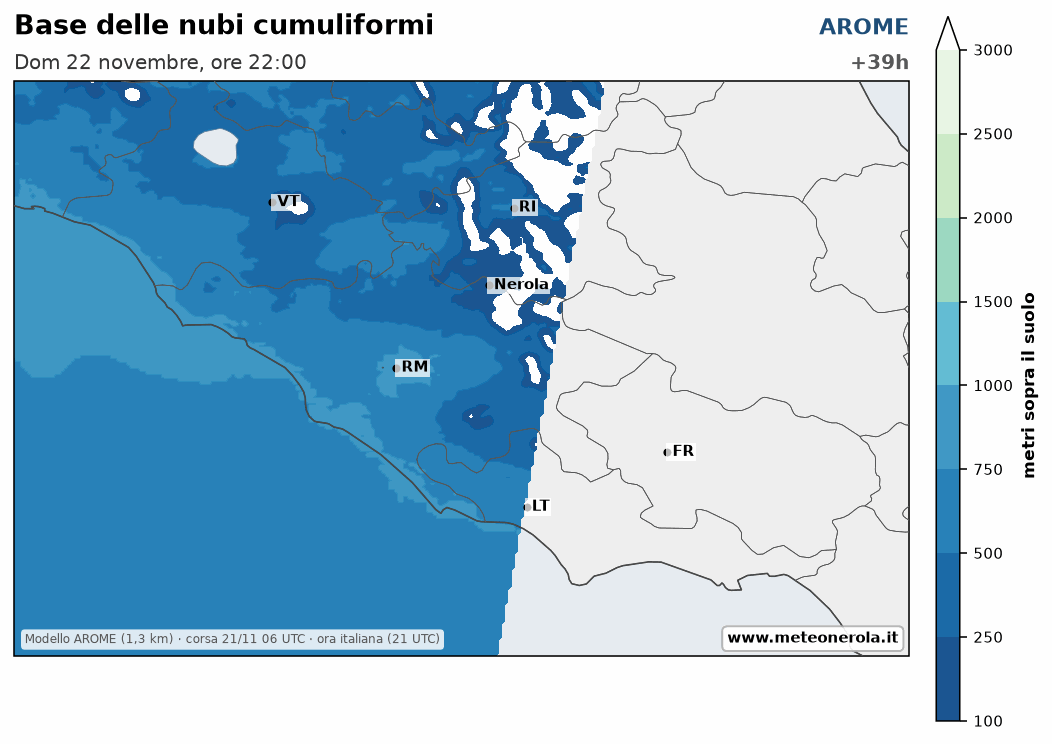 Base delle nubi cumuliformi
AROME
Dom 22 novembre, ore 22:00
+39h
VT
RI
Nerola
RM
FR
LT
Modello AROME (1,3 km) · corsa 21/11 06 UTC · ora italiana (21 UTC)
www.meteonerola.it
3000
2500
2000
1500
1000
750
500
250
100
metri sopra il suolo